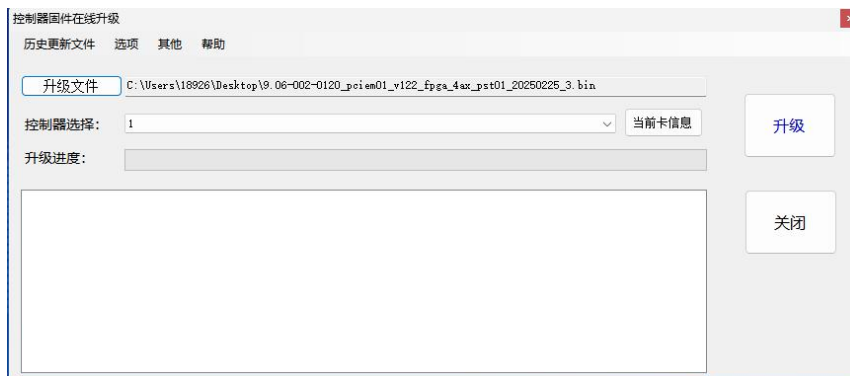 控制器固件在线升级
历史更新文件 选项 其他 帮助
升级文件 C:\Users\18926\Desktop\9.06-002-0120_pciem01_v122_fpga_4ax_pst01_20250225_3.bin
控制器选择： 1 当前卡信息
升级进度：
升级
关闭